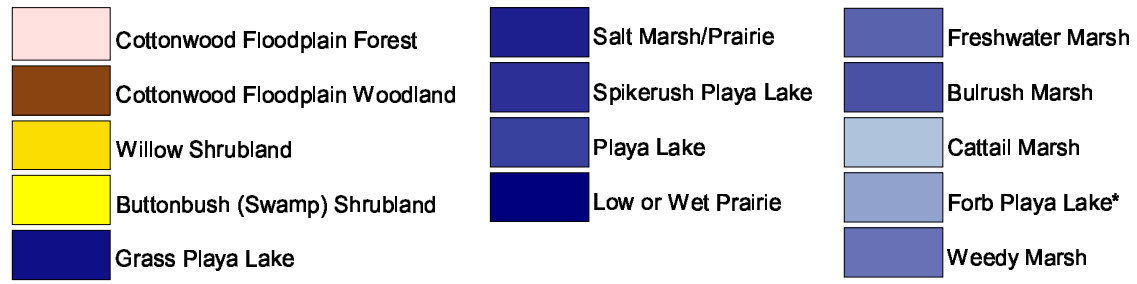 Cottonwood Floodplain Forest
Cottonwood Floodplain Woodland
Willow Shrubland
Buttonbush (Swamp) Shrubland
Grass Playa Lake
Salt Marsh/Prairie
Spikerush Playa Lake
Playa Lake
Low or Wet Prairie
Freshwater Marsh
Bulrush Marsh
Cattail Marsh
Forb Playa Lake*
Weedy Marsh